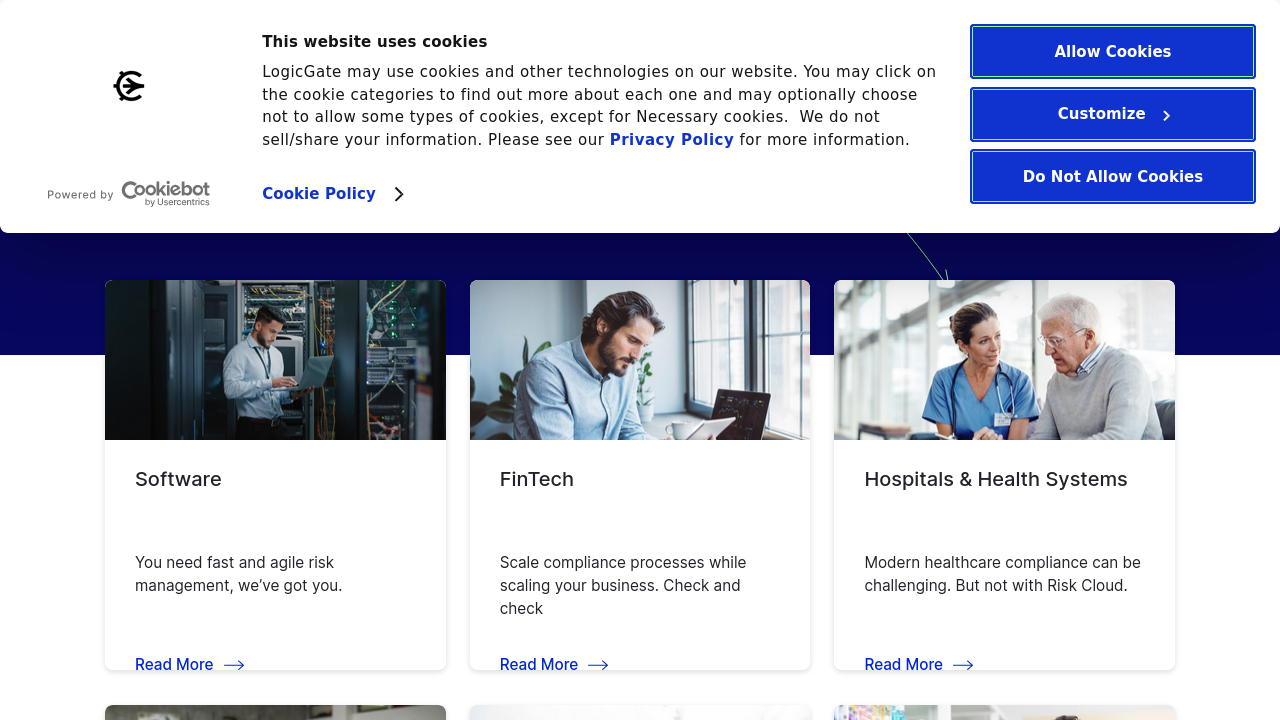 This website uses cookies
LogicGate may use cookies and other technologies on our website. You may click on
the cookie categories to find out more about each one and may optionally choose
not to allow some types of cookies, except for Necessary cookies.  We do not
sell/share your information. Please see our Privacy Policy for more information.
Cookie Policy
Powered by Cookiebot
by Usercentrics
Allow Cookies
Customize
Do Not Allow Cookies
Software
You need fast and agile risk
management, we’ve got you.
Read More
FinTech
Scale compliance processes while
scaling your business. Check and
check
Read More
Hospitals & Health Systems
Modern healthcare compliance can be
challenging. But not with Risk Cloud.
Read More